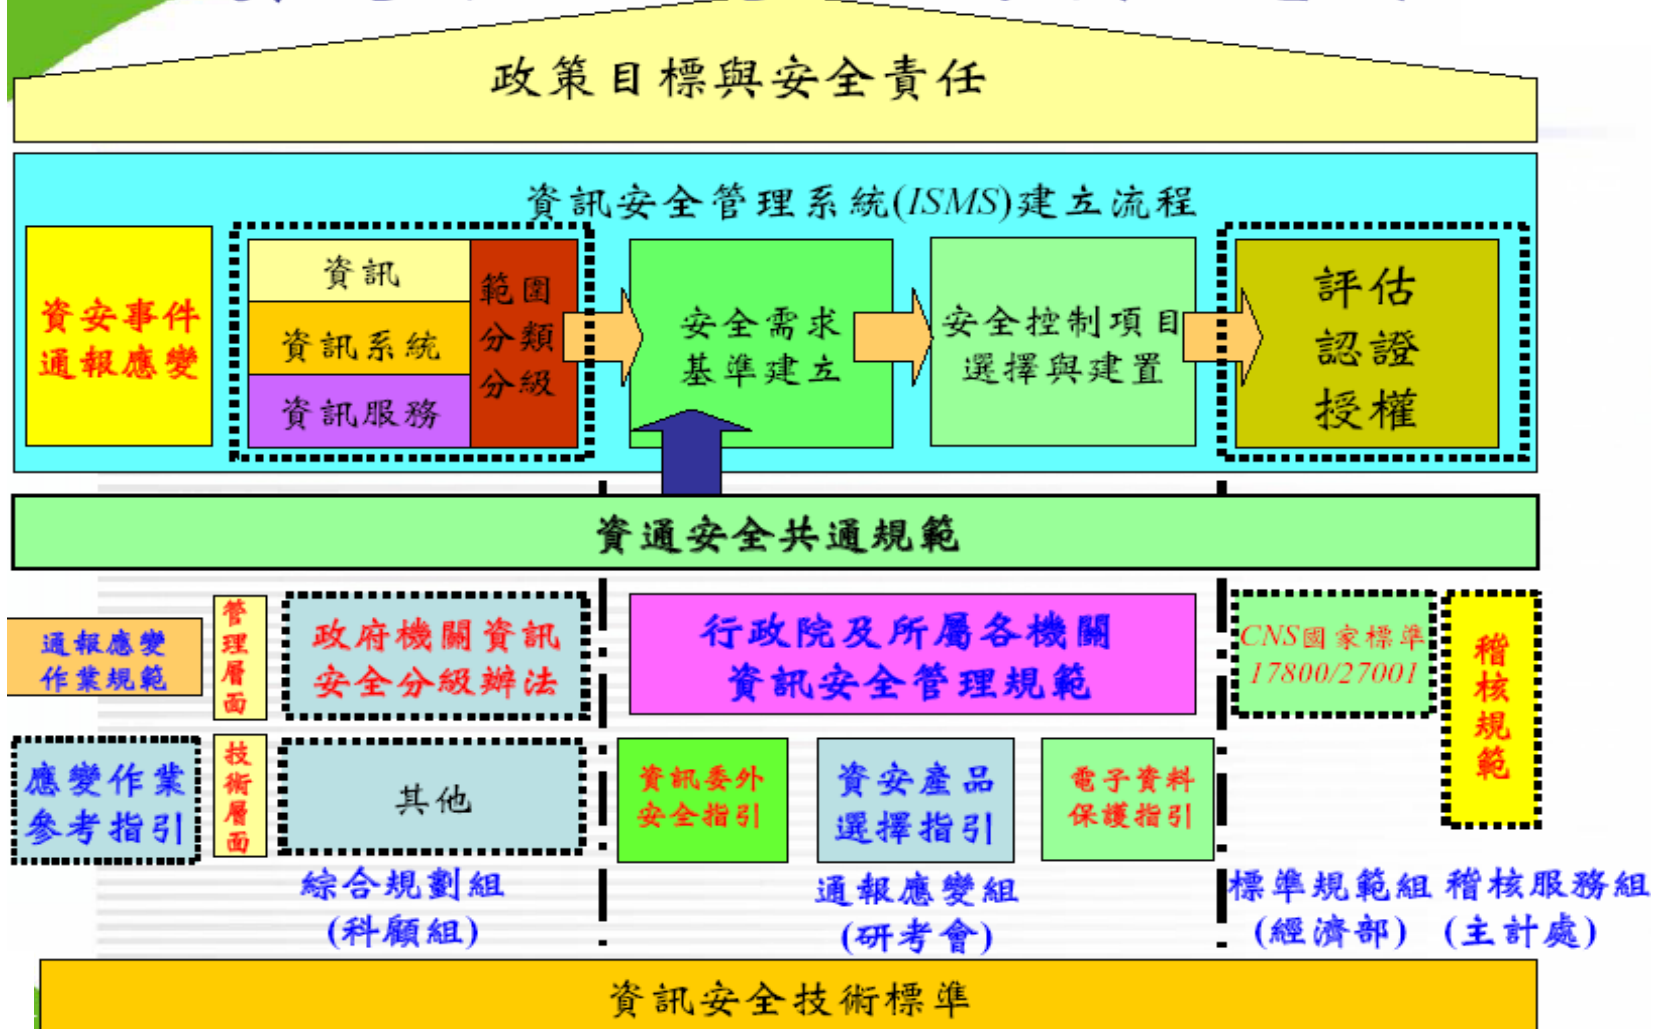 政策目標與安全責任
資訊安全管理系統(ISMS)建立流程
資安事件
通報應變
資訊
資訊系統
資訊服務
範圍
分類
分級
安全需求
基準建立
安全控制項目
選擇與建置
評估
認證
授權
資通安全共通規範
通報應變
作業規範
管理層面
政府機關資訊
安全分級辦法
行政院及所屬各機關
資訊安全管理規範
CNS國家標準
17800/27001
稽核規範
應變作業
參考指引
技術層面
其他
資訊委外
安全指引
資安產品
選擇指引
電子資料
保護指引
綜合規劃組
(科顧組)
通報應變組
(研考會)
標準規範組
(經濟部)
稽核服務組
(主計處)
資訊安全技術標準